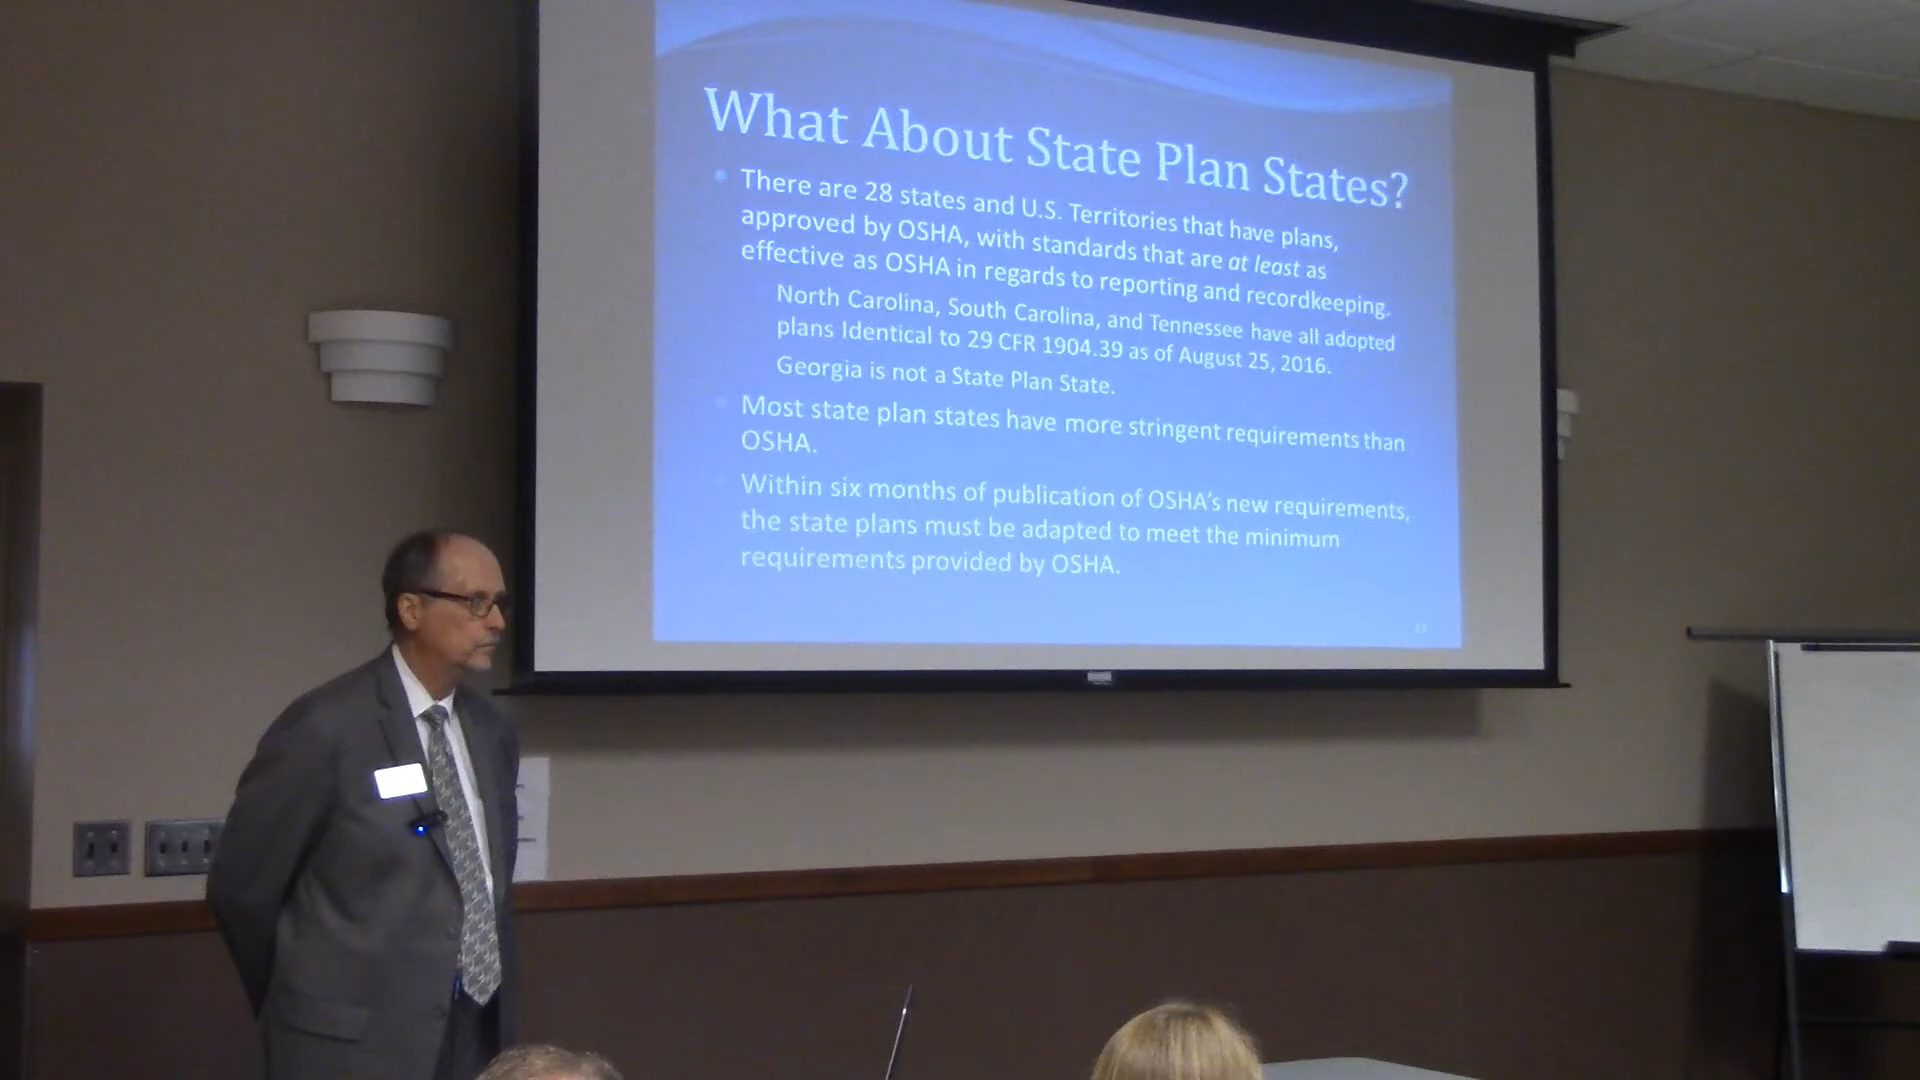 What About State Plan States?
There are 28 states and U.S. Territories that have plans,
approved by OSHA, with standards that are at least as
effective as OSHA in regards to reporting and recordkeeping.
North Carolina, South Carolina, and Tennessee have all adopted
plans Identical to 29 CFR 1904.39 as of August 25, 2016.
Georgia is not a State Plan State.
Most state plan states have more stringent requirements than
OSHA.
Within six months of publication of OSHA's new requirements,
the state plans must be adapted to meet the minimum
requirements provided by OSHA.